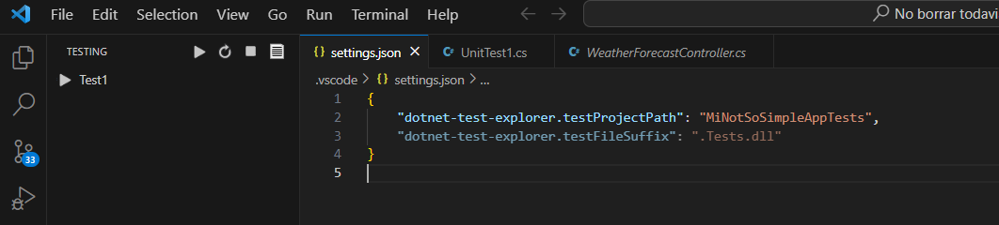 File Edit Selection View Go Run Terminal Help No borrar todaví
TESTING
settings.json UnitTest1.cs WeatherForecastController.cs
Test1
.vscode > settings.json > ...
1 {
2 "dotnet-test-explorer.testProjectPath": "MiNotSoSimpleAppTests",
3 "dotnet-test-explorer.testFileSuffix": ".Tests.dll"
4 }
5
33